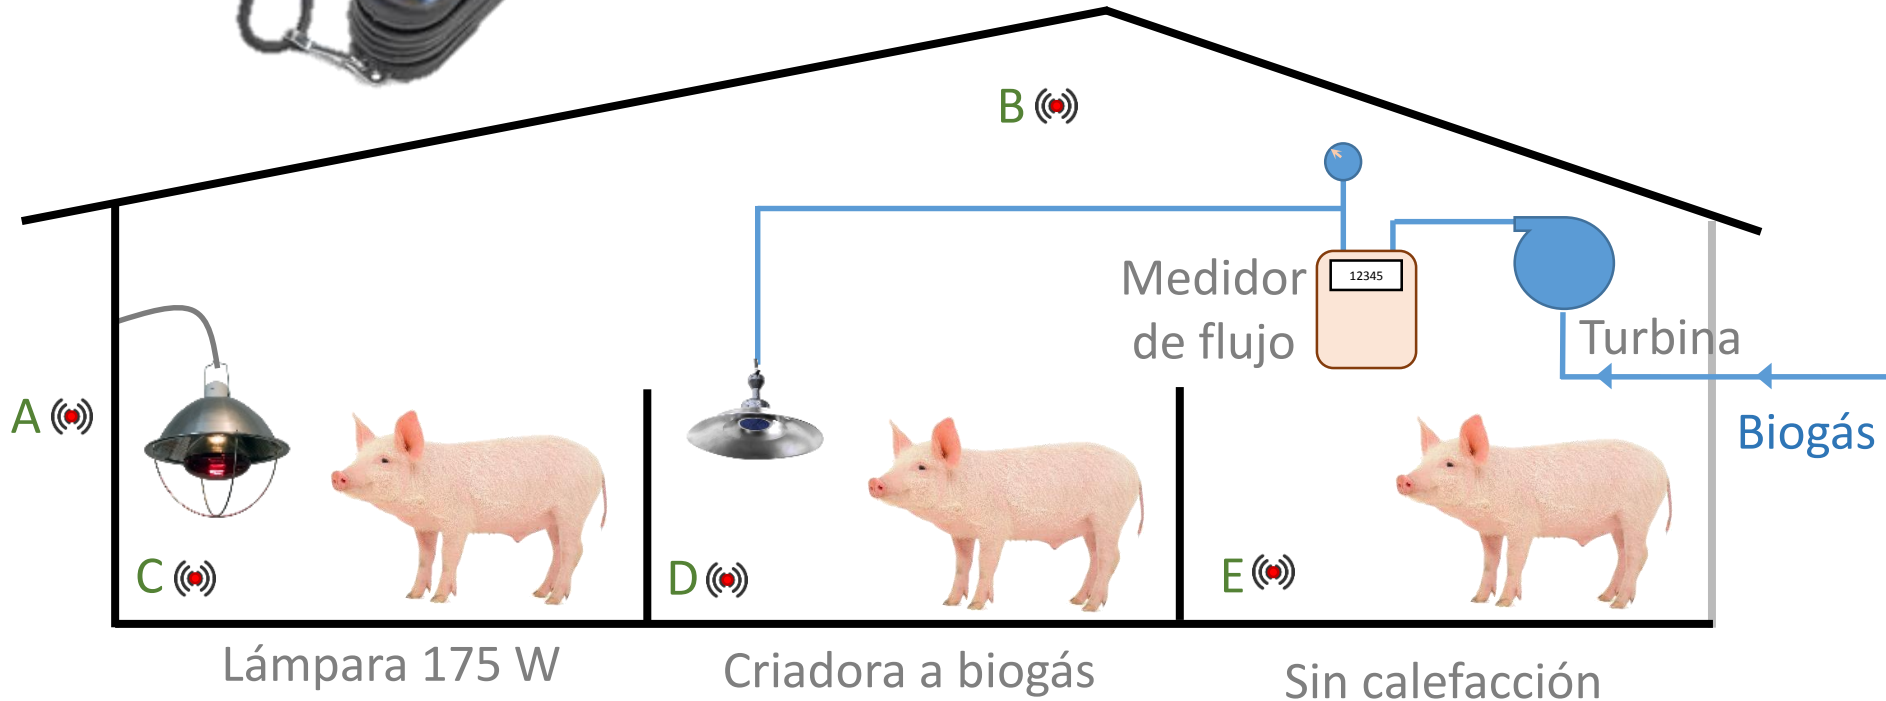 B
Medidor
de flujo
12345
Turbina
A
Biogás
C
D
E
Lámpara 175 W
Criadora a biogás
Sin calefacción